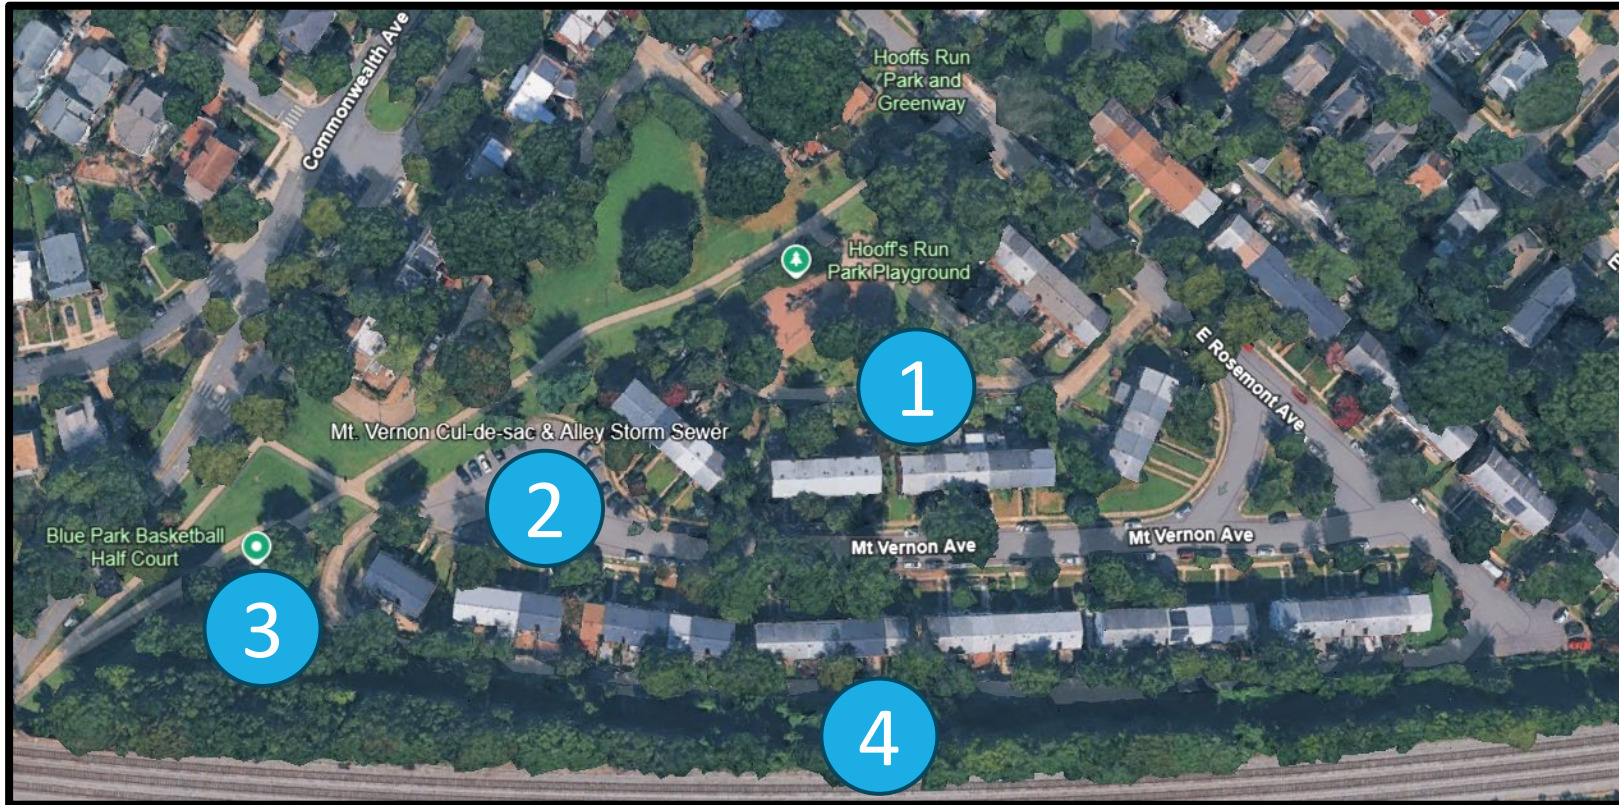 Commonwealth Ave
Hooffs Run
Park and
Greenway
Hooff's Run
Park Playground
1
E Rosemont Ave
Mt. Vernon Cul-de-sac & Alley Storm Sewer
2
Mt Vernon Ave
Mt Vernon Ave
Blue Park Basketball
Half Court
3
4